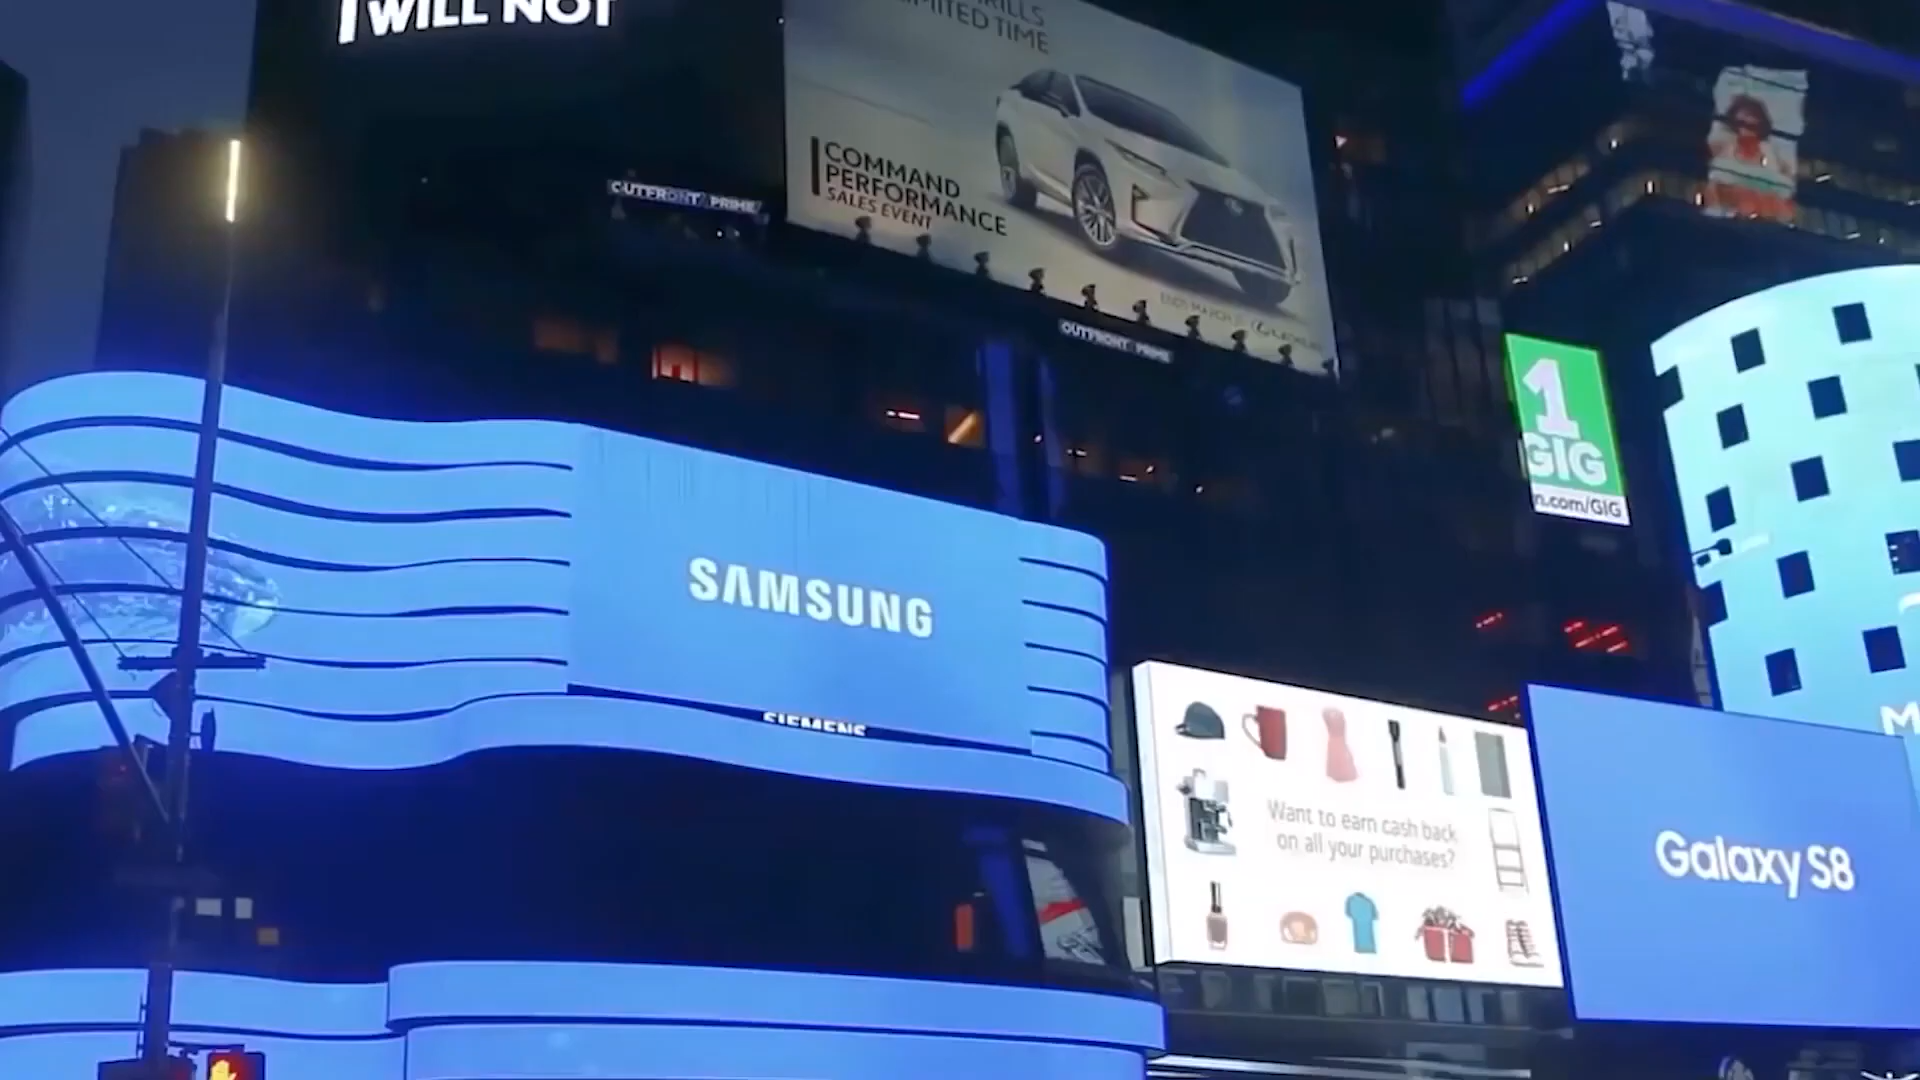 I WILL NOT
LIMITED TIME
COMMAND
PERFORMANCE
SALES EVENT
OUTFRONT PRIME
OUTFRONT PRIME
1
GIG
n.com/GIG
SAMSUNG
SIEMENS
Want to earn cash back
on all your purchases?
Galaxy S8
M